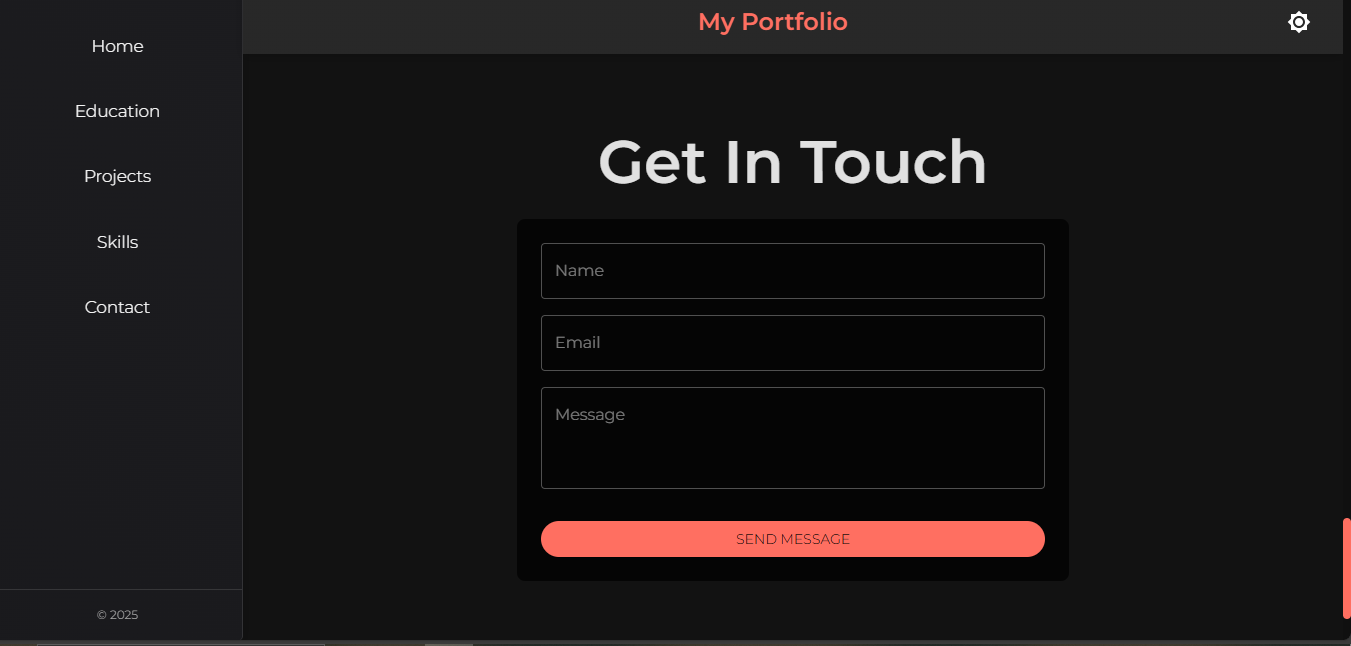 Home
Education
Projects
Skills
Contact
© 2025
My Portfolio
Get In Touch
Name
Email
Message
SEND MESSAGE